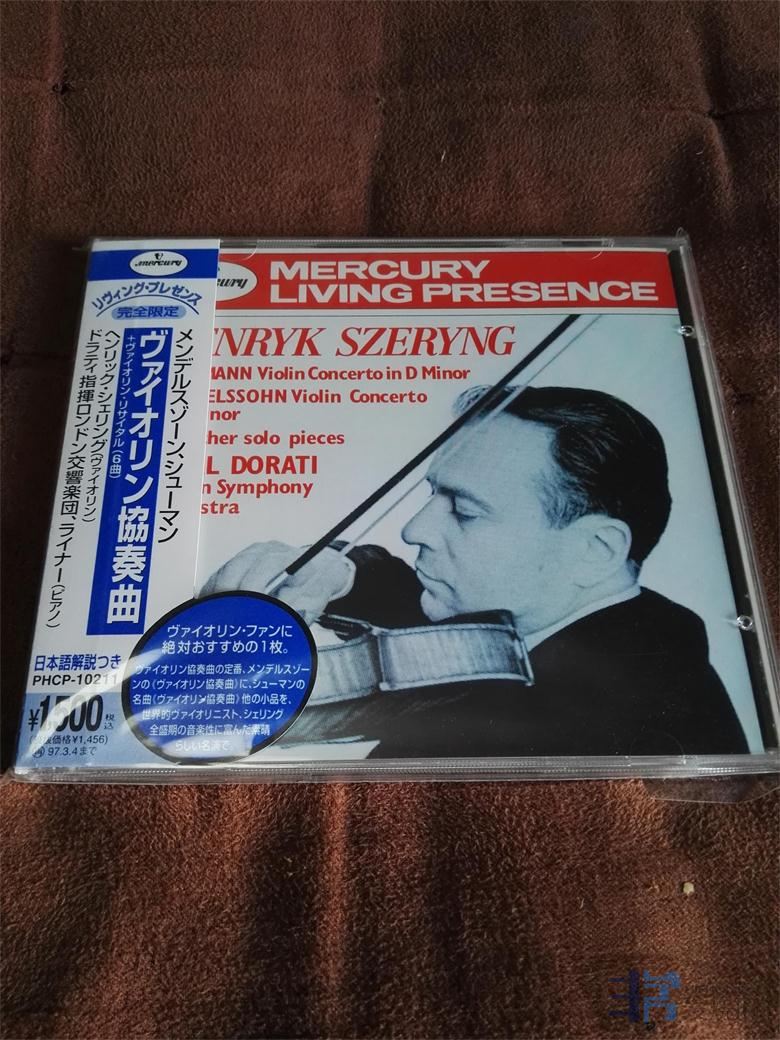 mercury
リヴィング・プレゼンス
完全限定
メンデルスゾーン、シューマン
ヴァイオリン協奏曲
+ヴァイオリン・リサイタル(6曲)
ヘンリック・シェリング(ヴァイオリン)
ドラティ指揮ロンドン交響楽団、ライナー(ピアノ)
日本語解説つき
PHCP-10211
¥1,500税込
(税抜価格¥1,456)
97.3.4まで
ヴァイオリン・ファンに
絶対おすすめの1枚。
ヴァイオリン協奏曲の定番、メンデルスゾー
ンの《ヴァイオリン協奏曲》に、シューマンの
名曲《ヴァイオリン協奏曲》他の小品を、
世界的ヴァイオリニスト、シェリング
全盛期の音楽性に富んだ素晴
らしい名演で。
cury
MERCURY
LIVING PRESENCE
NRYK SZERYNG
MANN Violin Concerto in D Minor
ELSSOHN Violin Concerto
nor
her solo pieces
L DORATI
n Symphony
stra